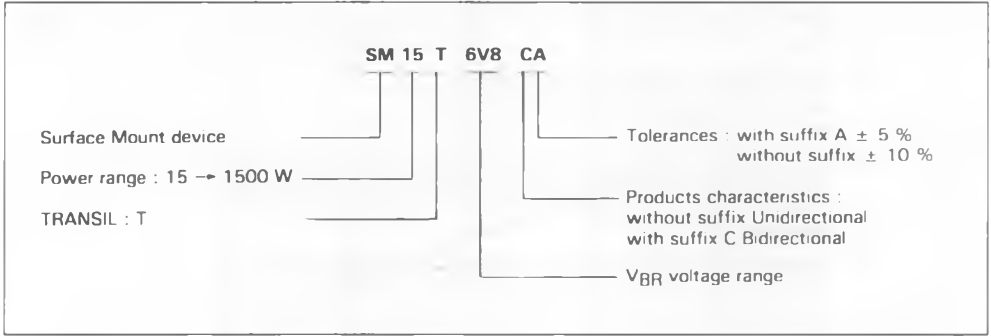 SM 15 T 6V8 CA
Surface Mount device
Power range : 15 → 1500 W
TRANSIL : T
Tolerances : with suffix A ± 5 %
without suffix ± 10 %
Products characteristics :
without suffix Unidirectional
with suffix C Bidirectional
VBR voltage range